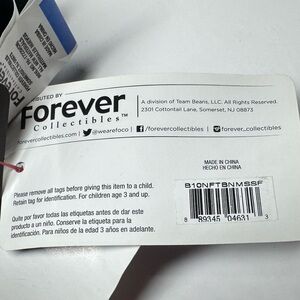 BUTED BY
Forever
Collectibles™
A division of Team Beans, LLC. All Rights Reserved.
2301 Cottontail Lane, Somerset, NJ 08873
forevercollectibles.com | @wearefoco | /forevercollectibles | @forevercollectibles
MADE IN CHINA
HECHO EN CHINA
Please remove all tags before giving this item to a child.
Retain tag for identification. For children age 3 and up.
Quite por favor todas las etiquetas antes de dar este
producto a un niño. Conserve la etiqueta para la
identificación. Para niños de la edad 3 años en adelante.
B10NFTBNMSSF
8 89345 04631 3